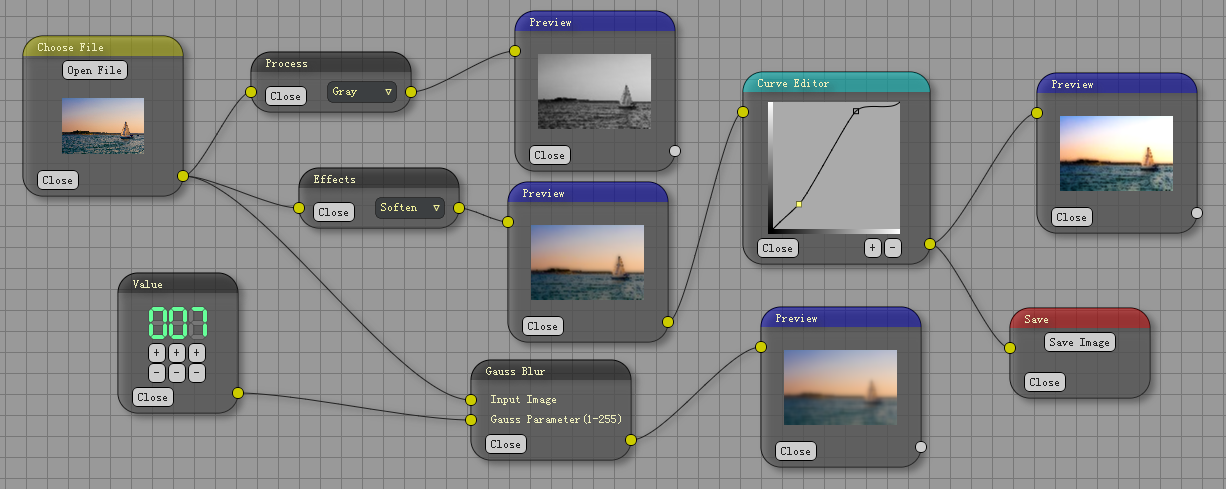 Choose File
Open File
Close
Process
Close
Gray
Preview
Close
Effects
Close
Soften
Preview
Close
Value
007
+ + +
- - -
Close
Gauss Blur
Input Image
Gauss Parameter(1-255)
Close
Curve Editor
Close
+ -
Preview
Close
Preview
Close
Save
Save Image
Close